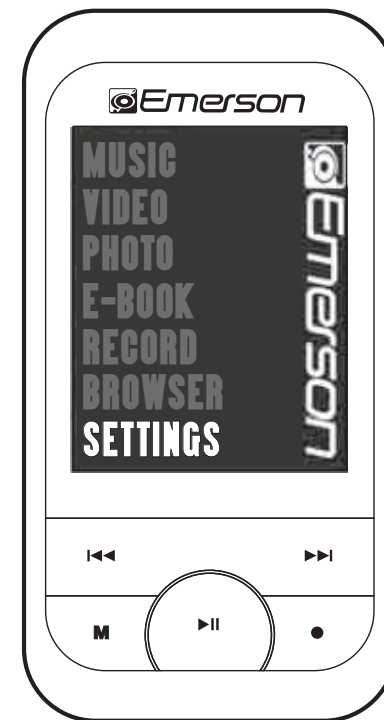 Emerson
MUSIC
VIDEO
PHOTO
E-BOOK
RECORD
BROWSER
SETTINGS
Emerson
M